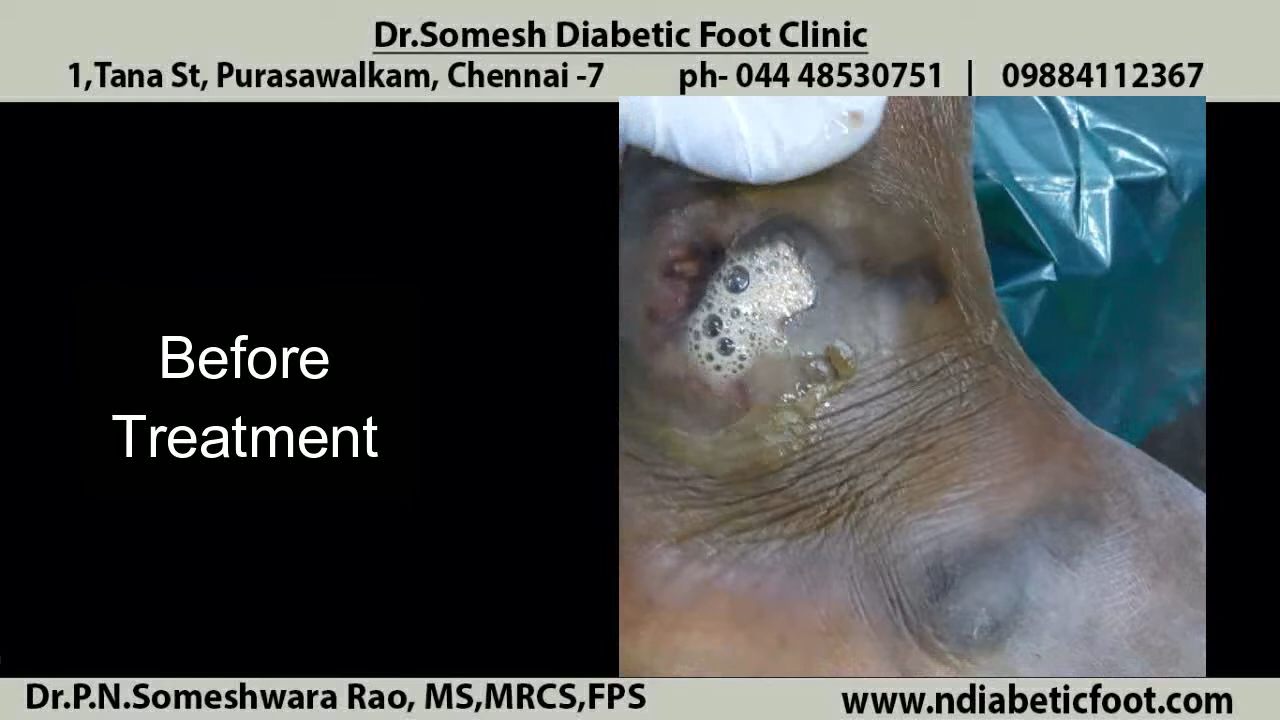 Dr.Somesh Diabetic Foot Clinic
1,Tana St, Purasawalkam, Chennai -7 ph- 044 48530751 | 09884112367
Before
Treatment
Dr.P.N.Someshwara Rao, MS,MRCS,FPS www.ndiabeticfoot.com